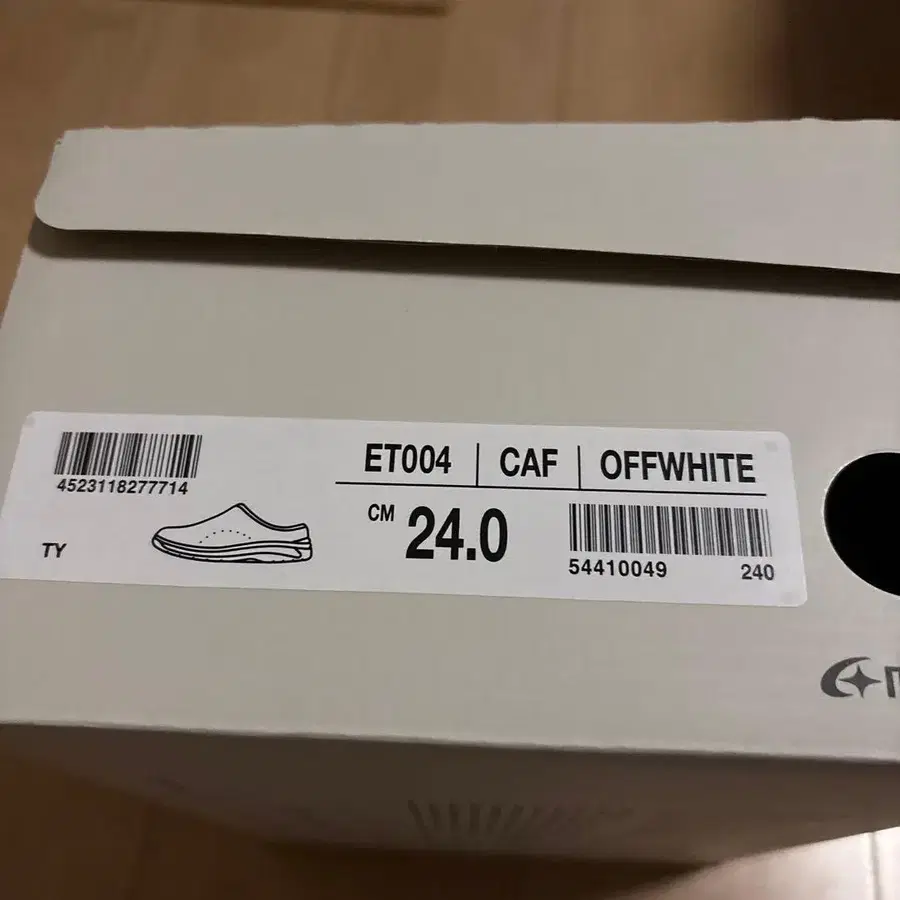 4523118277714
TY
ET004 | CAF | OFFWHITE
CM 24.0
54410049 240